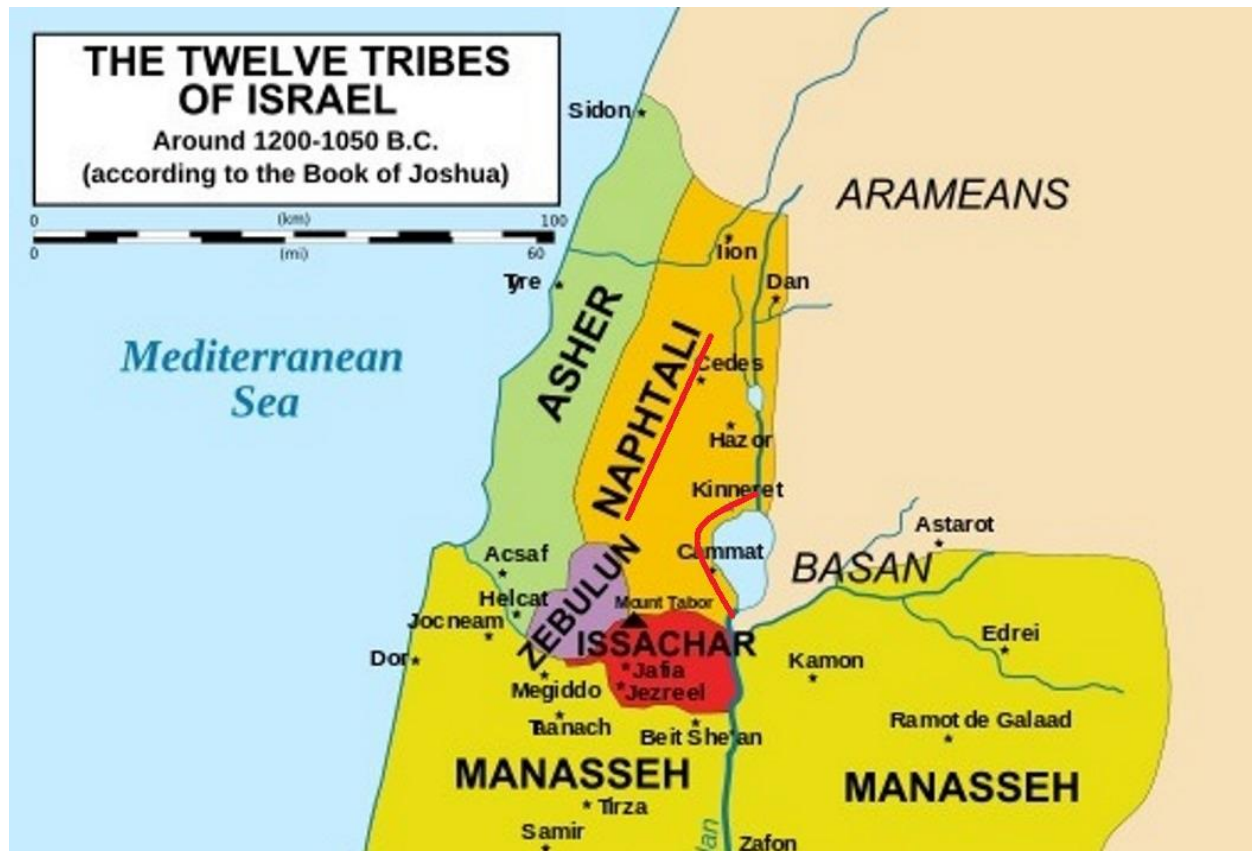 THE TWELVE TRIBES
OF ISRAEL
Around 1200-1050 B.C.
(according to the Book of Joshua)
0 (km) 100
0 (mi) 60
Sidon
ARAMEANS
Iion
Tyre
Dan
ASHER
NAPHTALI
Mediterranean
Sea
Cedes
Hazor
Kinneret
Astarot
Acsaf
Cammat
BASAN
ZEBULUN
Helcat
Mount Tabor
Jocneam
ISSACHAR
Edrei
Dor
Jafia
Kamon
Megiddo
Jezreel
Taanach
Beit She'an
Ramot de Galaad
MANASSEH
MANASSEH
Tirza
Samir
Zafon